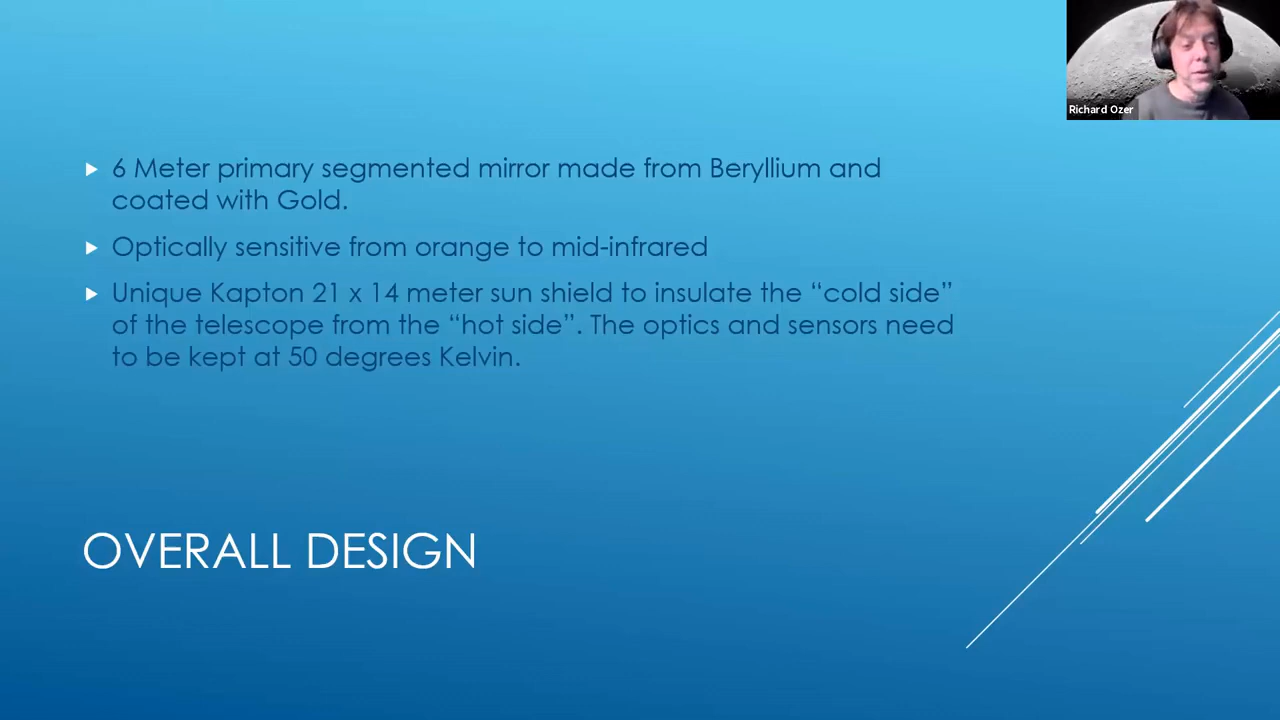 Richard Ozer
6 Meter primary segmented mirror made from Beryllium and
coated with Gold.
Optically sensitive from orange to mid-infrared
Unique Kapton 21 x 14 meter sun shield to insulate the “cold side”
of the telescope from the “hot side”. The optics and sensors need
to be kept at 50 degrees Kelvin.
OVERALL DESIGN